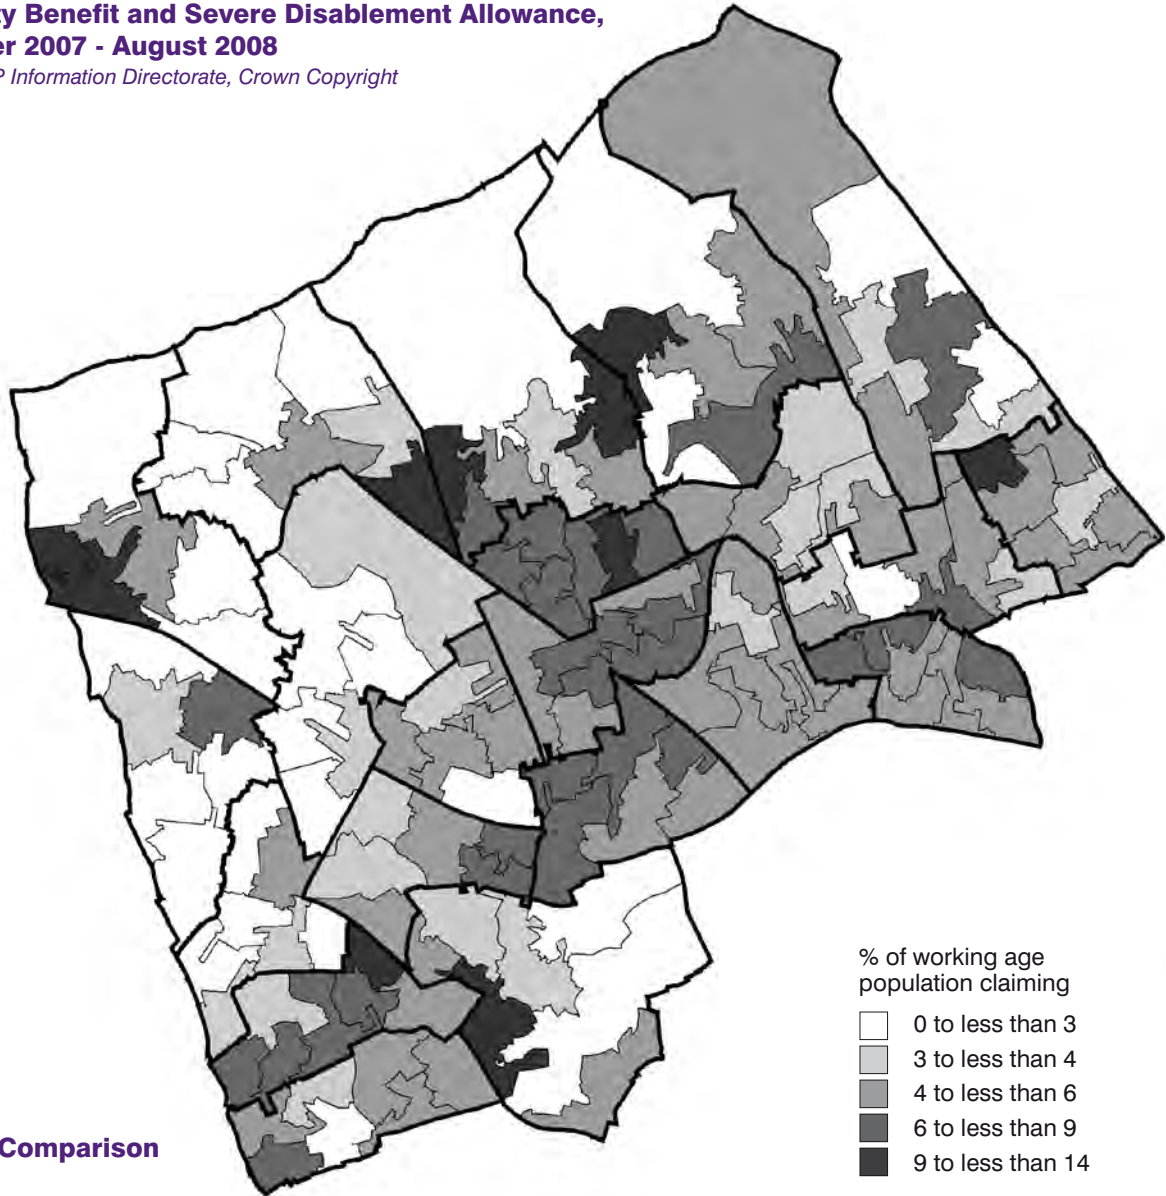 ty Benefit and Severe Disablement Allowance,
er 2007 - August 2008
P Information Directorate, Crown Copyright
% of working age
population claiming
0 to less than 3
3 to less than 4
4 to less than 6
6 to less than 9
9 to less than 14
Comparison